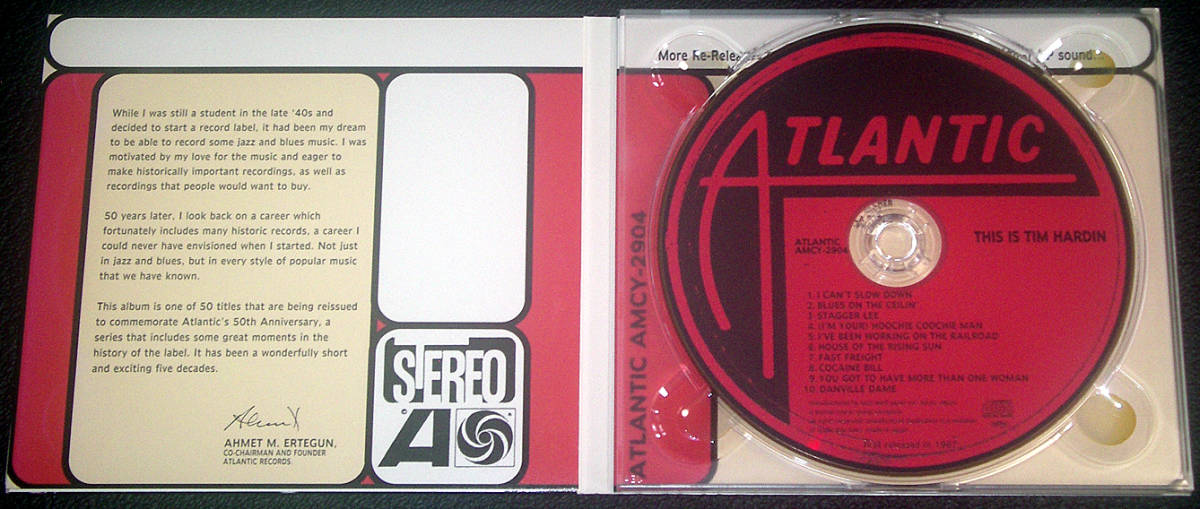 While I was still a student in the late '40s and
decided to start a record label, it had been my dream
to be able to record some jazz and blues music. I was
motivated by my love for the music and eager to
make historically important recordings, as well as
recordings that people would want to buy.
50 years later, I look back on a career which
fortunately includes many historic records, a career I
could never have envisioned when I started. Not just
in jazz and blues, but in every style of popular music
that we have known.
This album is one of 50 titles that are being reissued
to commemorate Atlantic's 50th Anniversary, a
series that includes some great moments in the
history of the label. It has been a wonderfully short
and exciting five decades.
AHMET M. ERTEGUN,
CO-CHAIRMAN AND FOUNDER
ATLANTIC RECORDS.
STEREO
A
More sound...
ATLANTIC AMCY-2904
ATLANTIC
ATLANTIC
AMCY-2904
THIS IS TIM HARDIN
1. I CAN'T SLOW DOWN
2. BLUES ON THE CEILIN'
3. STAGGER LEE
4. (I'M YOUR) HOOCHIE COOCHIE MAN
5. I'VE BEEN WORKING ON THE RAILROAD
6. HOUSE OF THE RISING SUN
7. FAST FREIGHT
8. COCAINE BILL
9. YOU GOT TO HAVE MORE THAN ONE WOMAN
10. DANVILLE DAME
First released in 1967